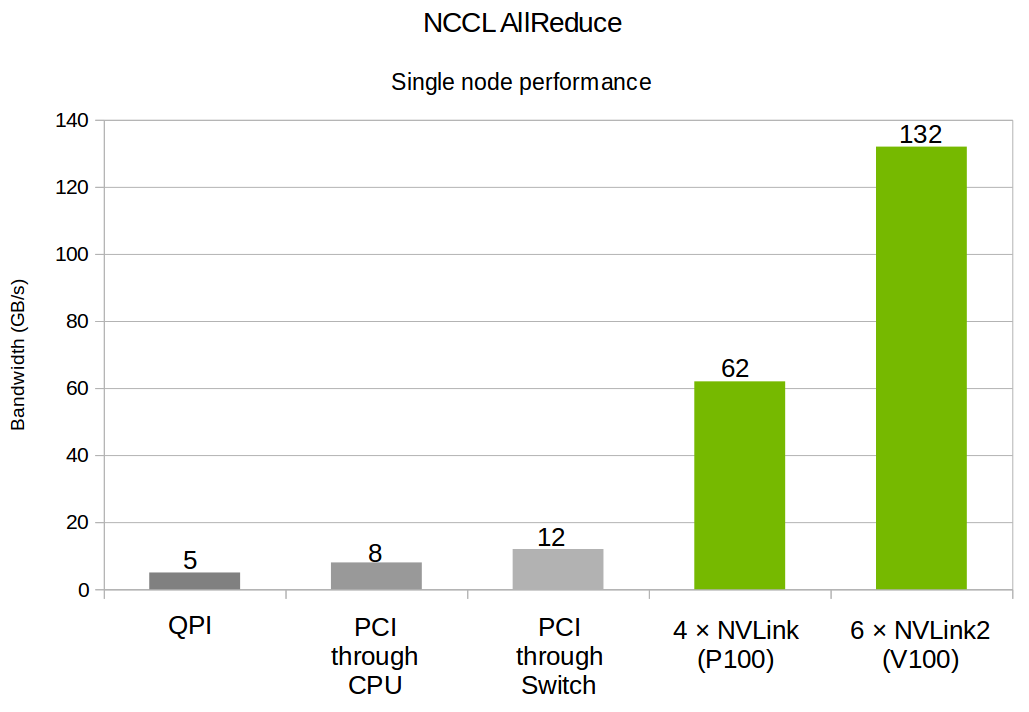 NCCL AllReduce
Single node performance
140
120
100
80
60
40
20
0
Bandwidth (GB/s)
5
8
12
62
132
QPI
PCI
through
CPU
PCI
through
Switch
4 × NVLink
(P100)
6 × NVLink2
(V100)